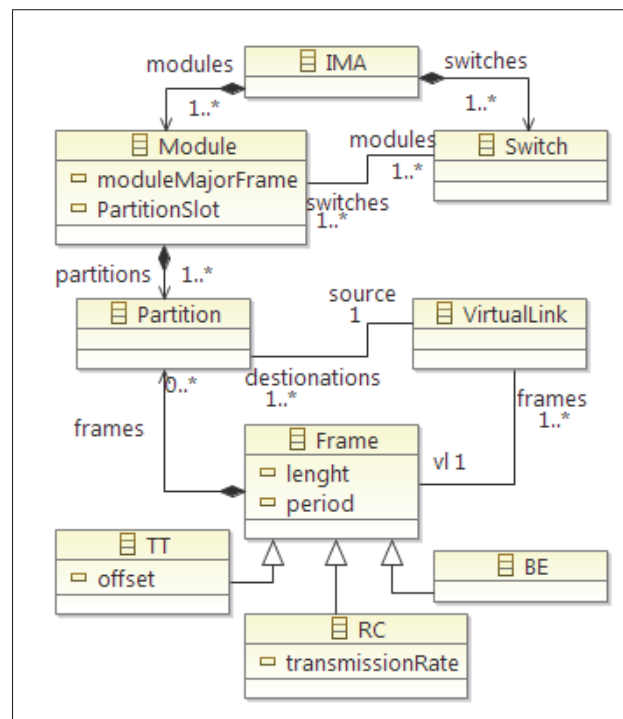 IMA
modules
switches
1..*
1..*
Module
moduleMajorFrame
PartitionSlot
modules
1..*
switches
1..*
Switch
partitions
1..*
Partition
source
1
VirtualLink
destionations
1..*
0..*
frames
frames
1..*
Frame
lenght
period
vl 1
TT
offset
BE
RC
transmissionRate